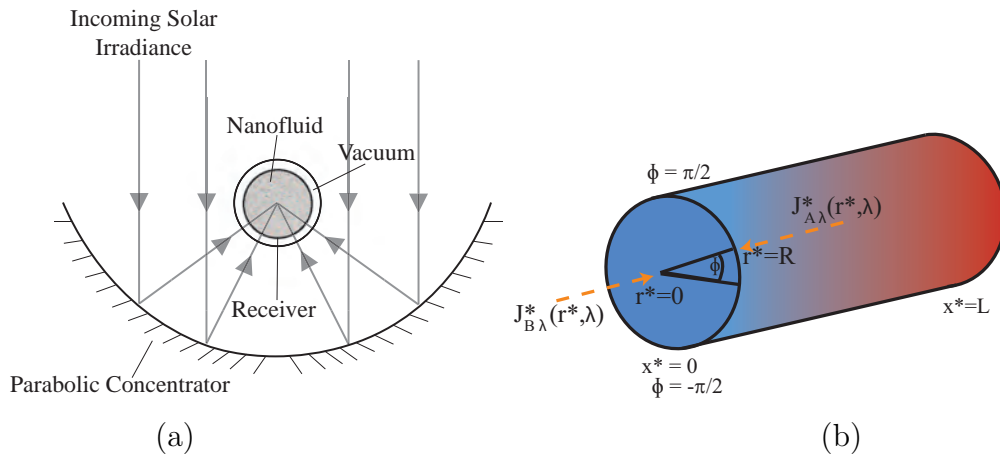 Incoming Solar
Irradiance
Nanofluid
Vacuum
Receiver
Parabolic Concentrator
(a)
ϕ = π/2
J*Aλ(r*,λ)
r*=R
ϕ
r*=0
J*Bλ(r*,λ)
x*=L
x* = 0
ϕ = -π/2
(b)